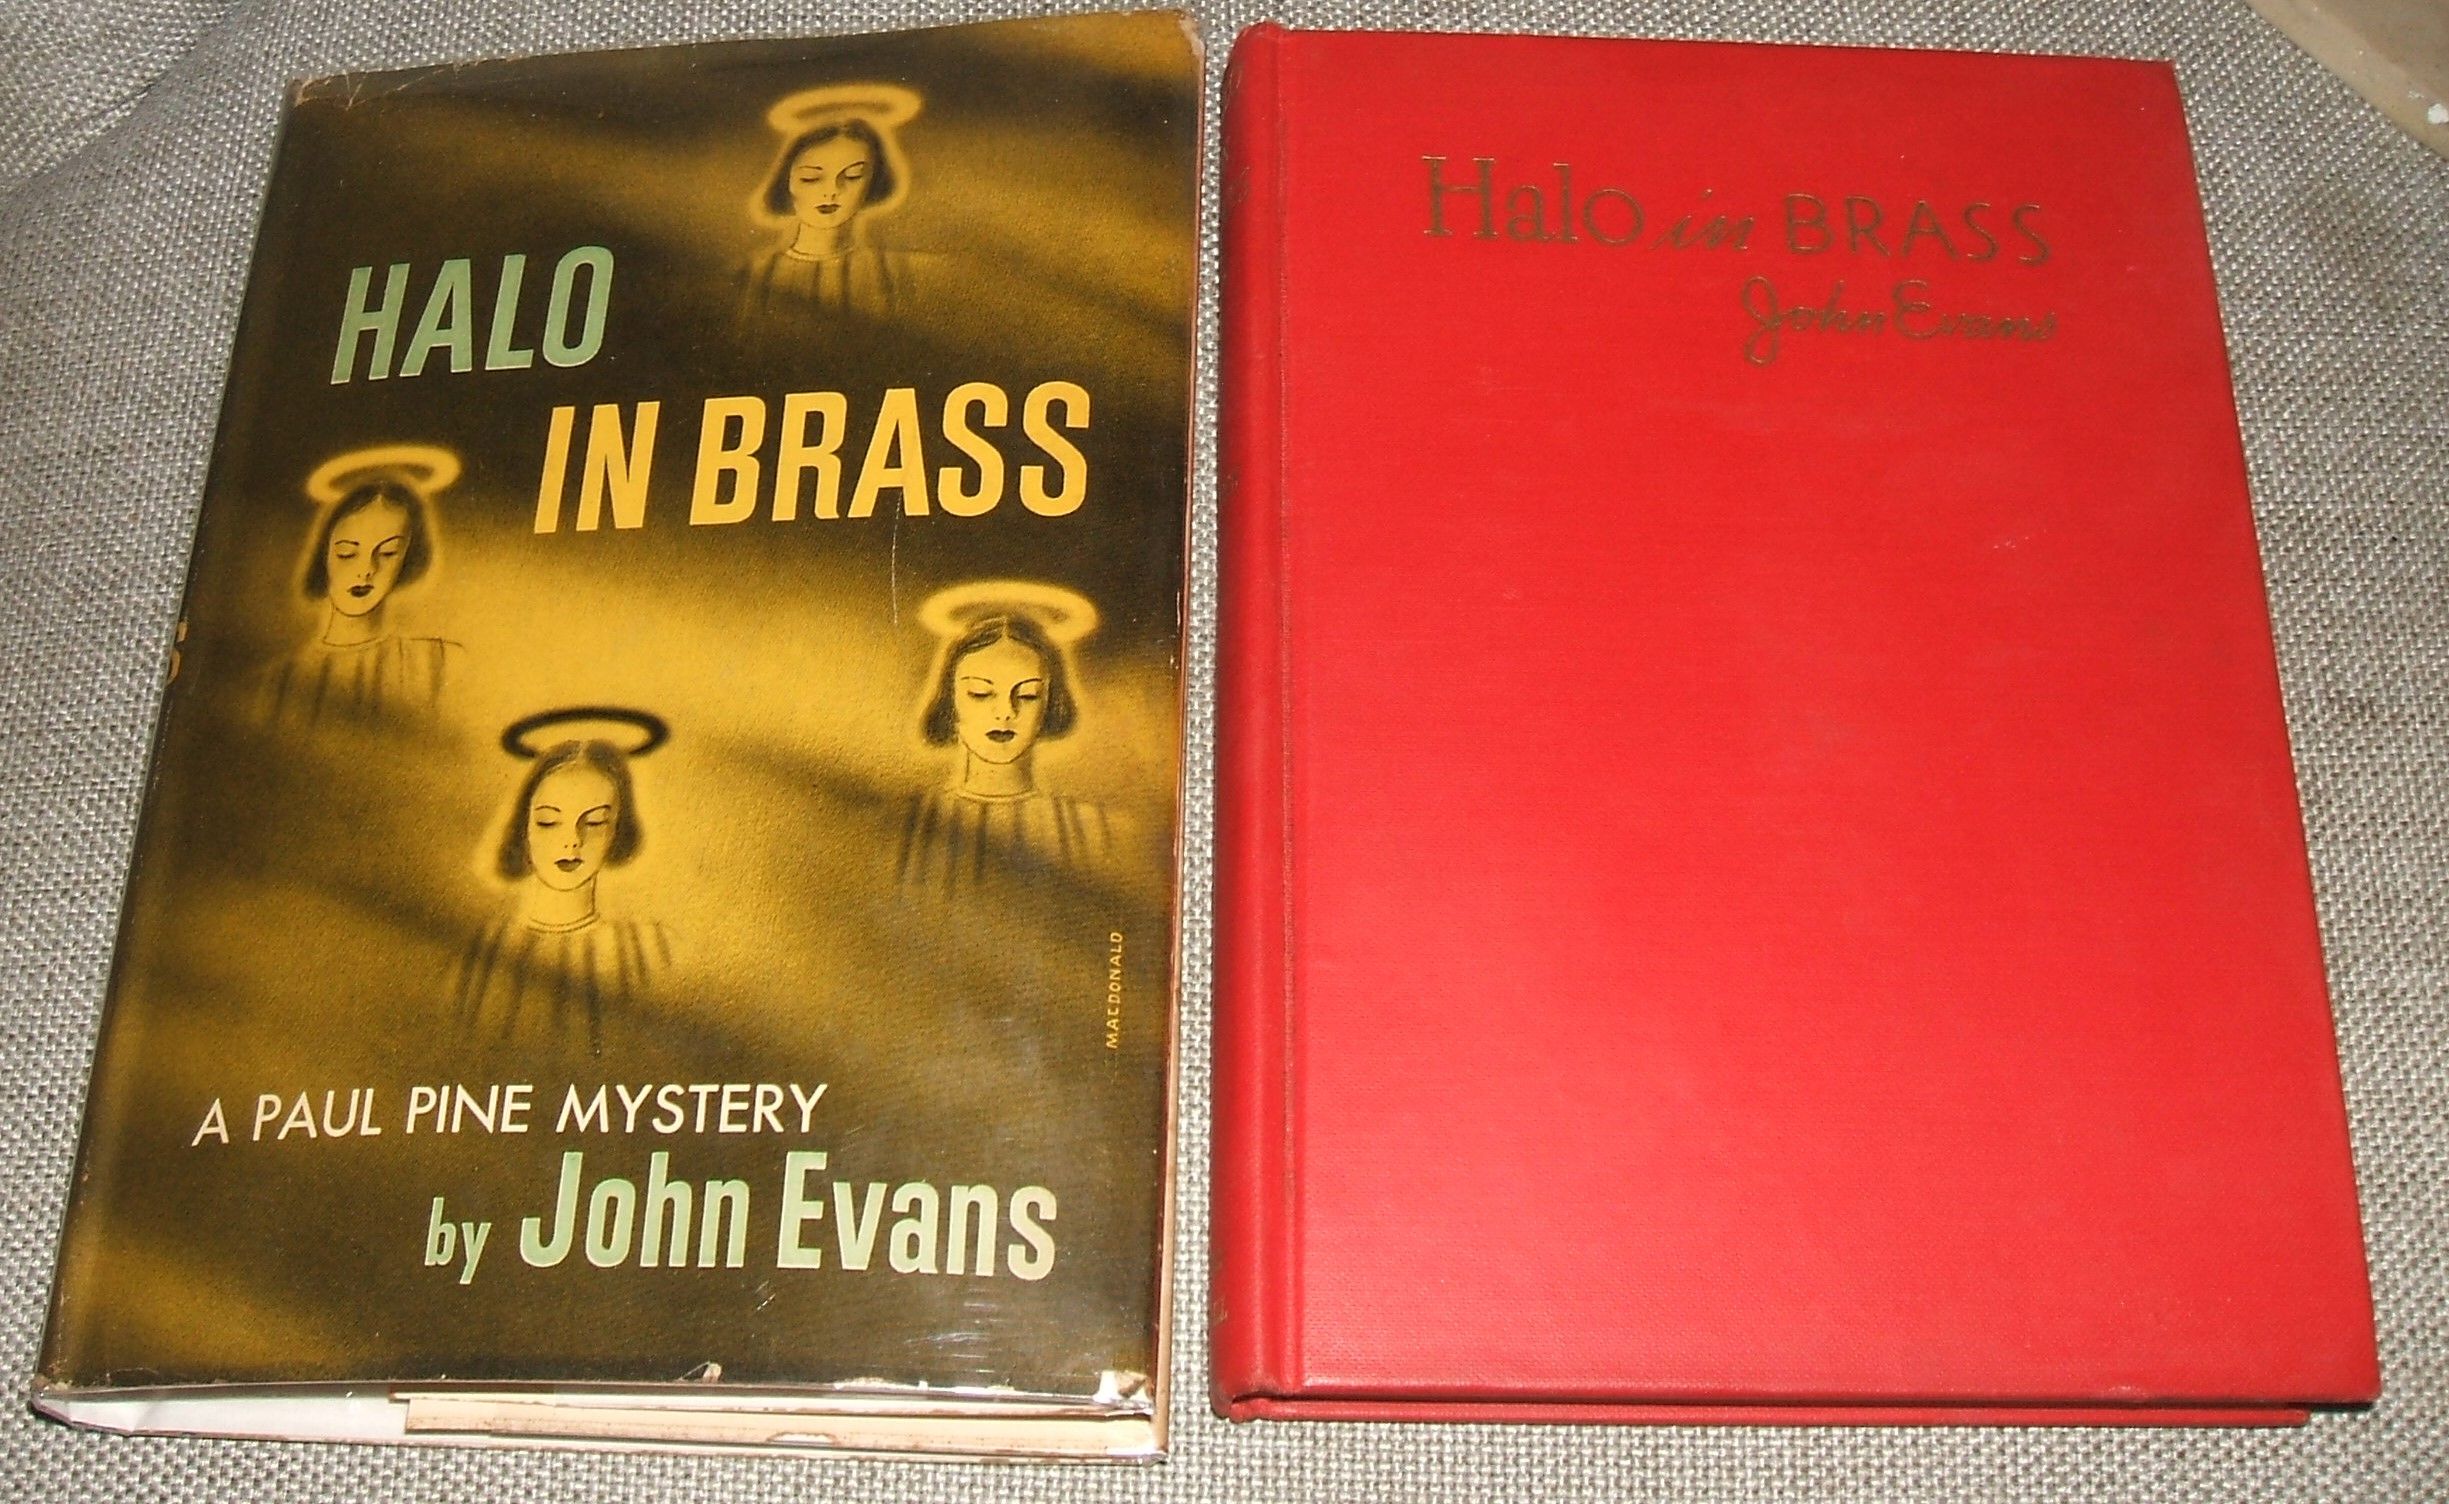 HALO
IN BRASS
MACDONALD
A PAUL PINE MYSTERY
by John Evans
Halo in BRASS
John Evans